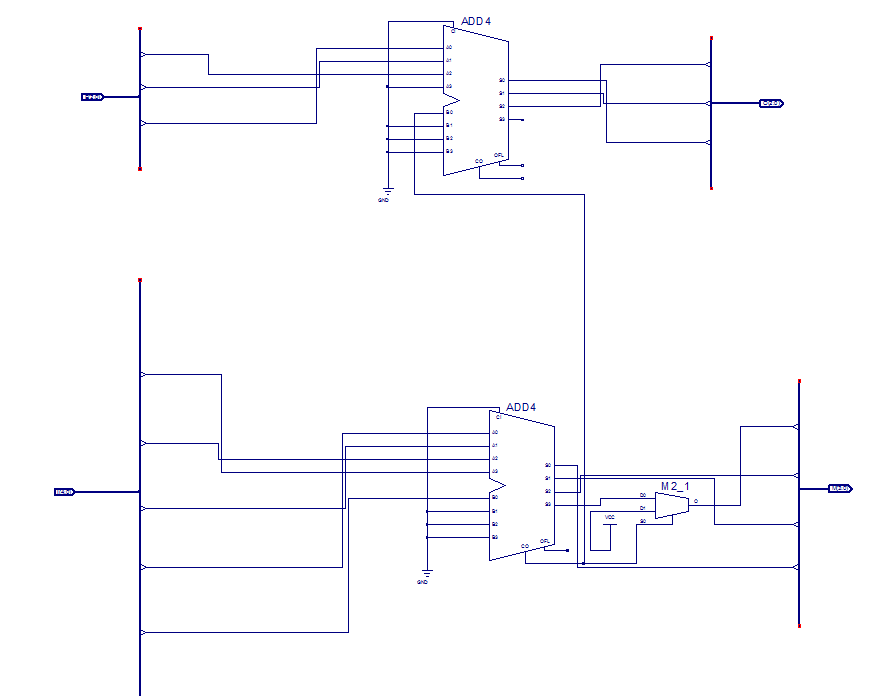 ADD4
CI
A0
A1
A2
A3
B0
B1
B2
B3
S0
S1
S2
S3
OFL
CO
GND
ADD4
CI
A0
A1
A2
A3
B0
B1
B2
B3
S0
S1
S2
S3
OFL
CO
GND
M2_1
D0
D1
S0
O
VCC